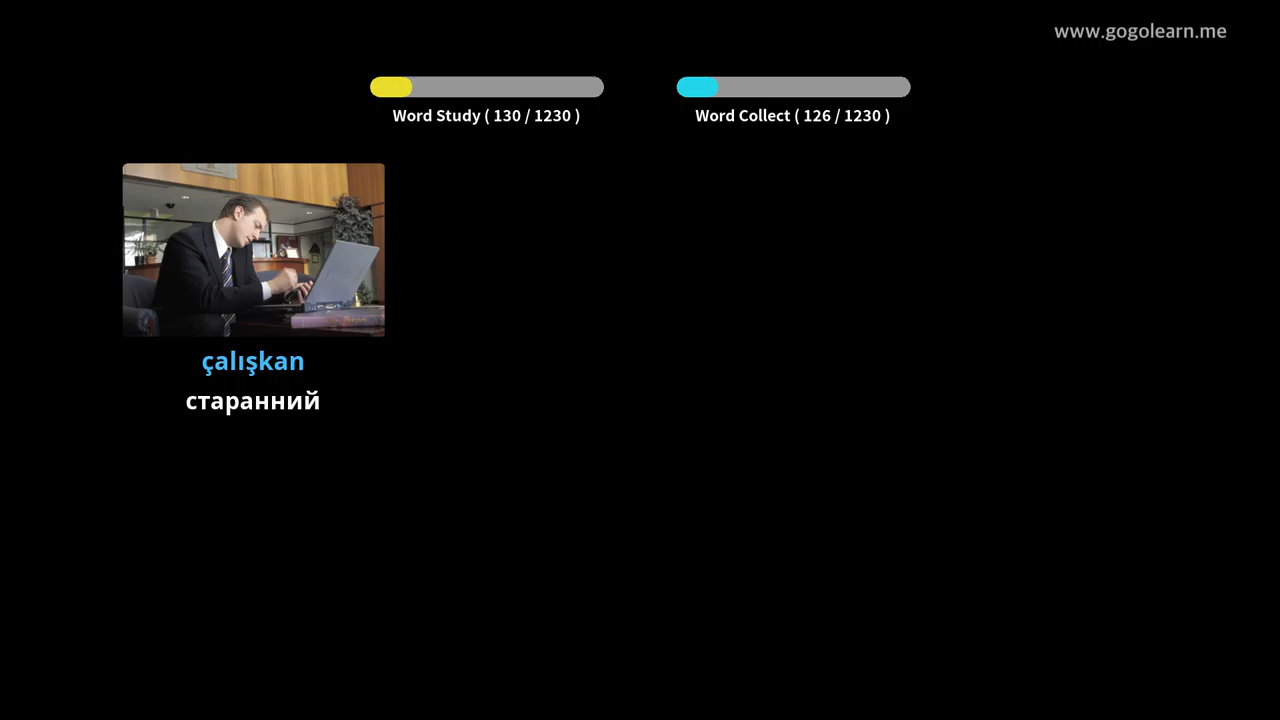 www.gogolearn.me
Word Study ( 130 / 1230 )
Word Collect ( 126 / 1230 )
çalışkan
старанний